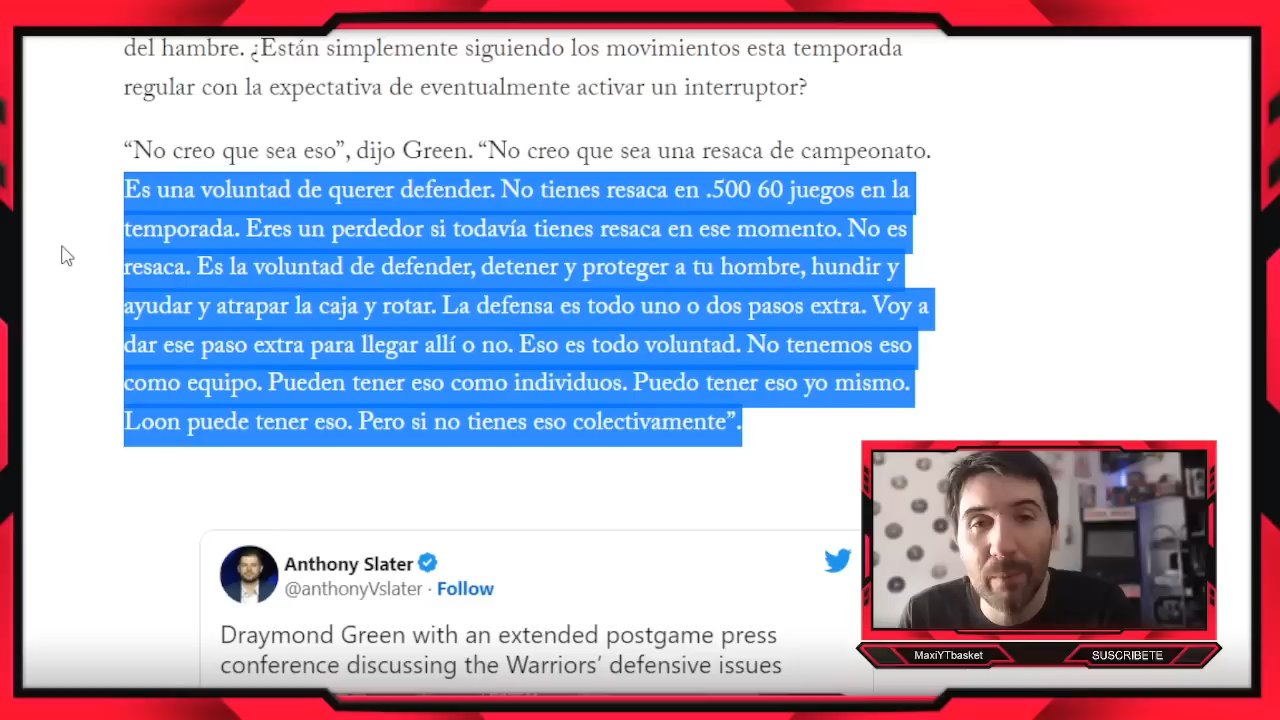 del hambre. ¿Están simplemente siguiendo los movimientos esta temporada
regular con la expectativa de eventualmente activar un interruptor?
“No creo que sea eso”, dijo Green. “No creo que sea una resaca de campeonato.
Es una voluntad de querer defender. No tienes resaca en .500 60 juegos en la
temporada. Eres un perdedor si todavía tienes resaca en ese momento. No es
resaca. Es la voluntad de defender, detener y proteger a tu hombre, hundir y
ayudar y atrapar la caja y rotar. La defensa es todo uno o dos pasos extra. Voy a
dar ese paso extra para llegar allí o no. Eso es todo voluntad. No tenemos eso
como equipo. Pueden tener eso como individuos. Puedo tener eso yo mismo.
Loon puede tener eso. Pero si no tienes eso colectivamente”.
Anthony Slater
@anthonyVslater · Follow
Draymond Green with an extended postgame press
conference discussing the Warriors’ defensive issues
MaxiYTbasket
SUSCRIBETE